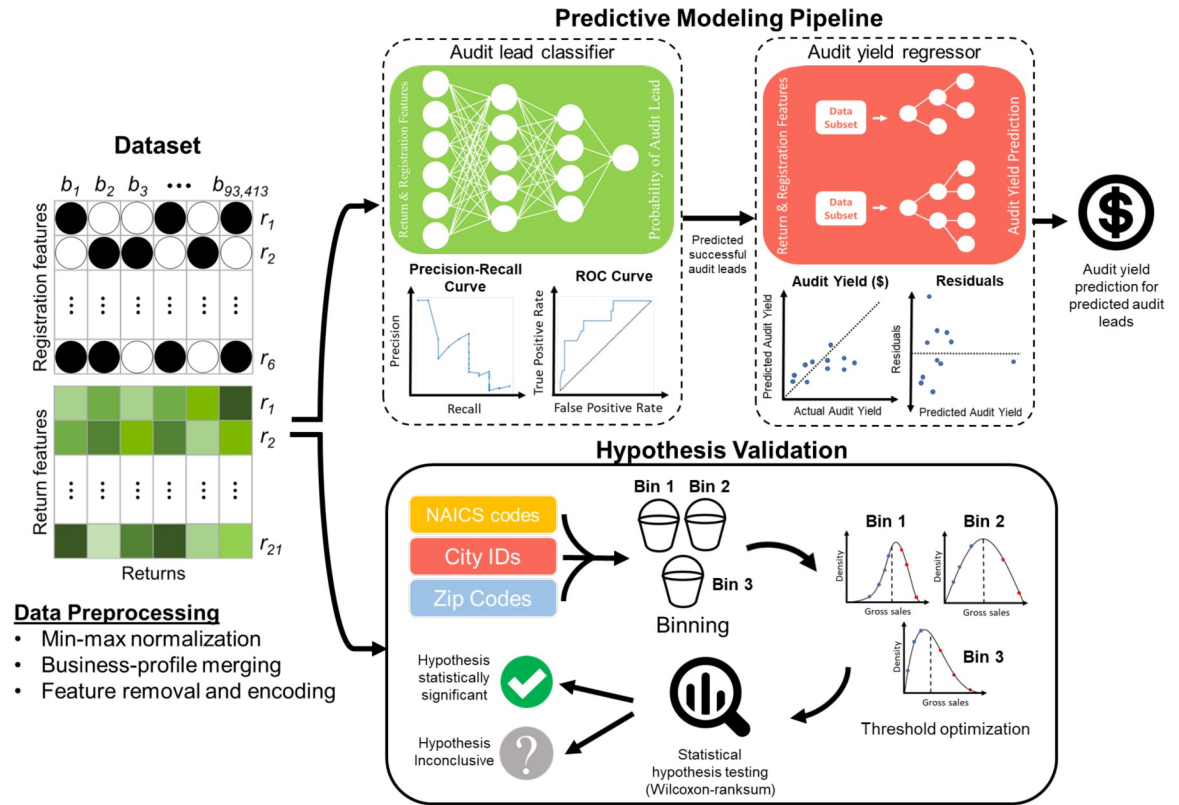 Predictive Modeling Pipeline
Audit lead classifier
Return & Registration Features
Probability of Audit Lead
Precision-Recall
Curve
Precision
Recall
ROC Curve
True Positive Rate
False Positive Rate
Predicted
successful
audit leads
Audit yield regressor
Return & Registration Features
Data
Subset
Data
Subset
Audit Yield Prediction
Audit Yield ($)
Predicted Audit Yield
Actual Audit Yield
Residuals
Residuals
Predicted Audit Yield
$
Audit yield
prediction for
predicted audit
leads
Dataset
b1 b2 b3 ••• b93,413
Registration features
r1
r2
r6
Return features
r1
r2
r21
Returns
Data Preprocessing
• Min-max normalization
• Business-profile merging
• Feature removal and encoding
Hypothesis Validation
NAICS codes
City IDs
Zip Codes
Bin 1 Bin 2
Bin 3
Binning
Bin 1
Density
Gross sales
Bin 2
Density
Gross sales
Bin 3
Density
Gross sales
Threshold optimization
Statistical
hypothesis testing
(Wilcoxon-ranksum)
Hypothesis
statistically
significant
Hypothesis
Inconclusive
?